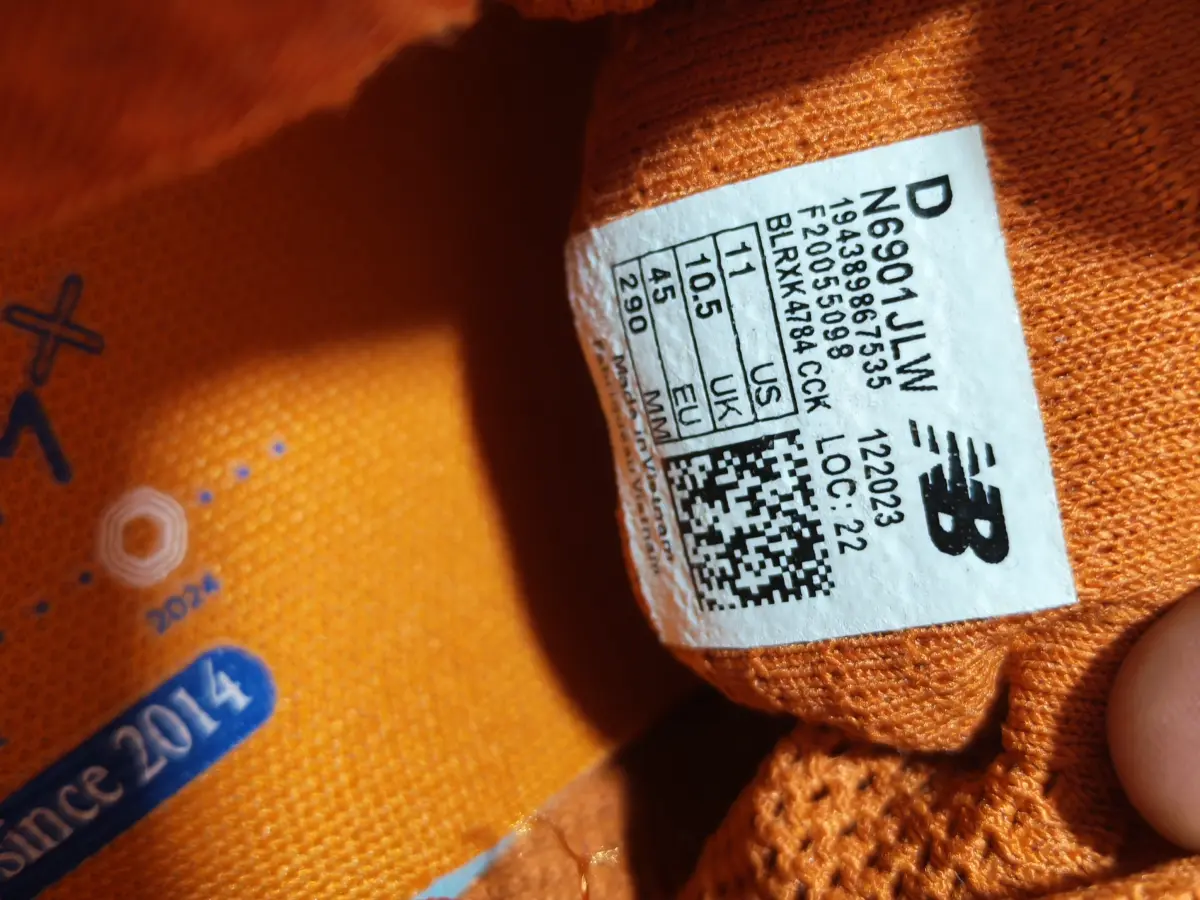 D
N6901JLW
194389867535 122023
F20055098 LOC: 22
BLRXK4784 CCK
11 US
10.5 UK
45 EU
290 MM
Made in Vietnam
NB
2024
since 2014